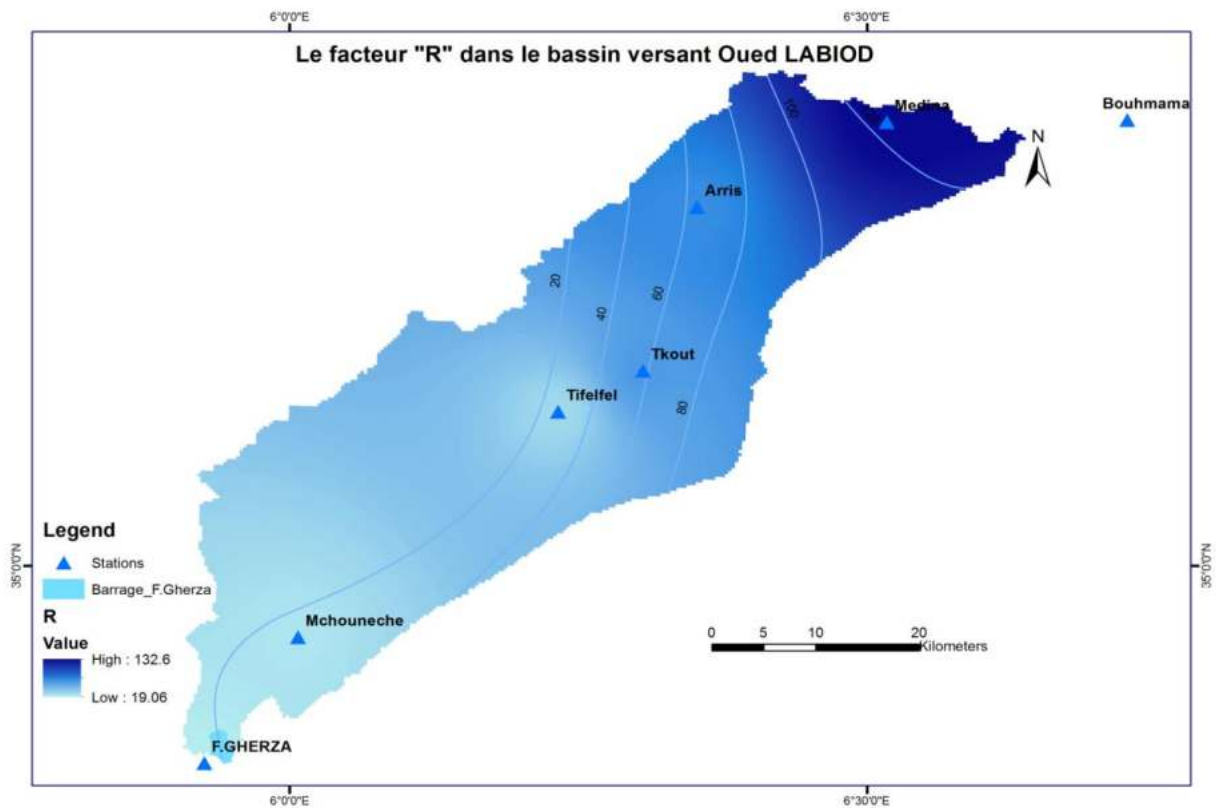 6°0'0"E
6°30'0"E
Le facteur "R" dans le bassin versant Oued LABIOD
Medina
Bouhmama
100
N
Arris
20
40
60
Tkout
Tifelfel
80
Legend
Stations
Barrage_F.Gherza
R
Value
High : 132.6
Low : 19.06
35°0'0"N
35°0'0"N
Mchouneche
0 5 10 20
Kilometers
F.GHERZA
6°0'0"E
6°30'0"E